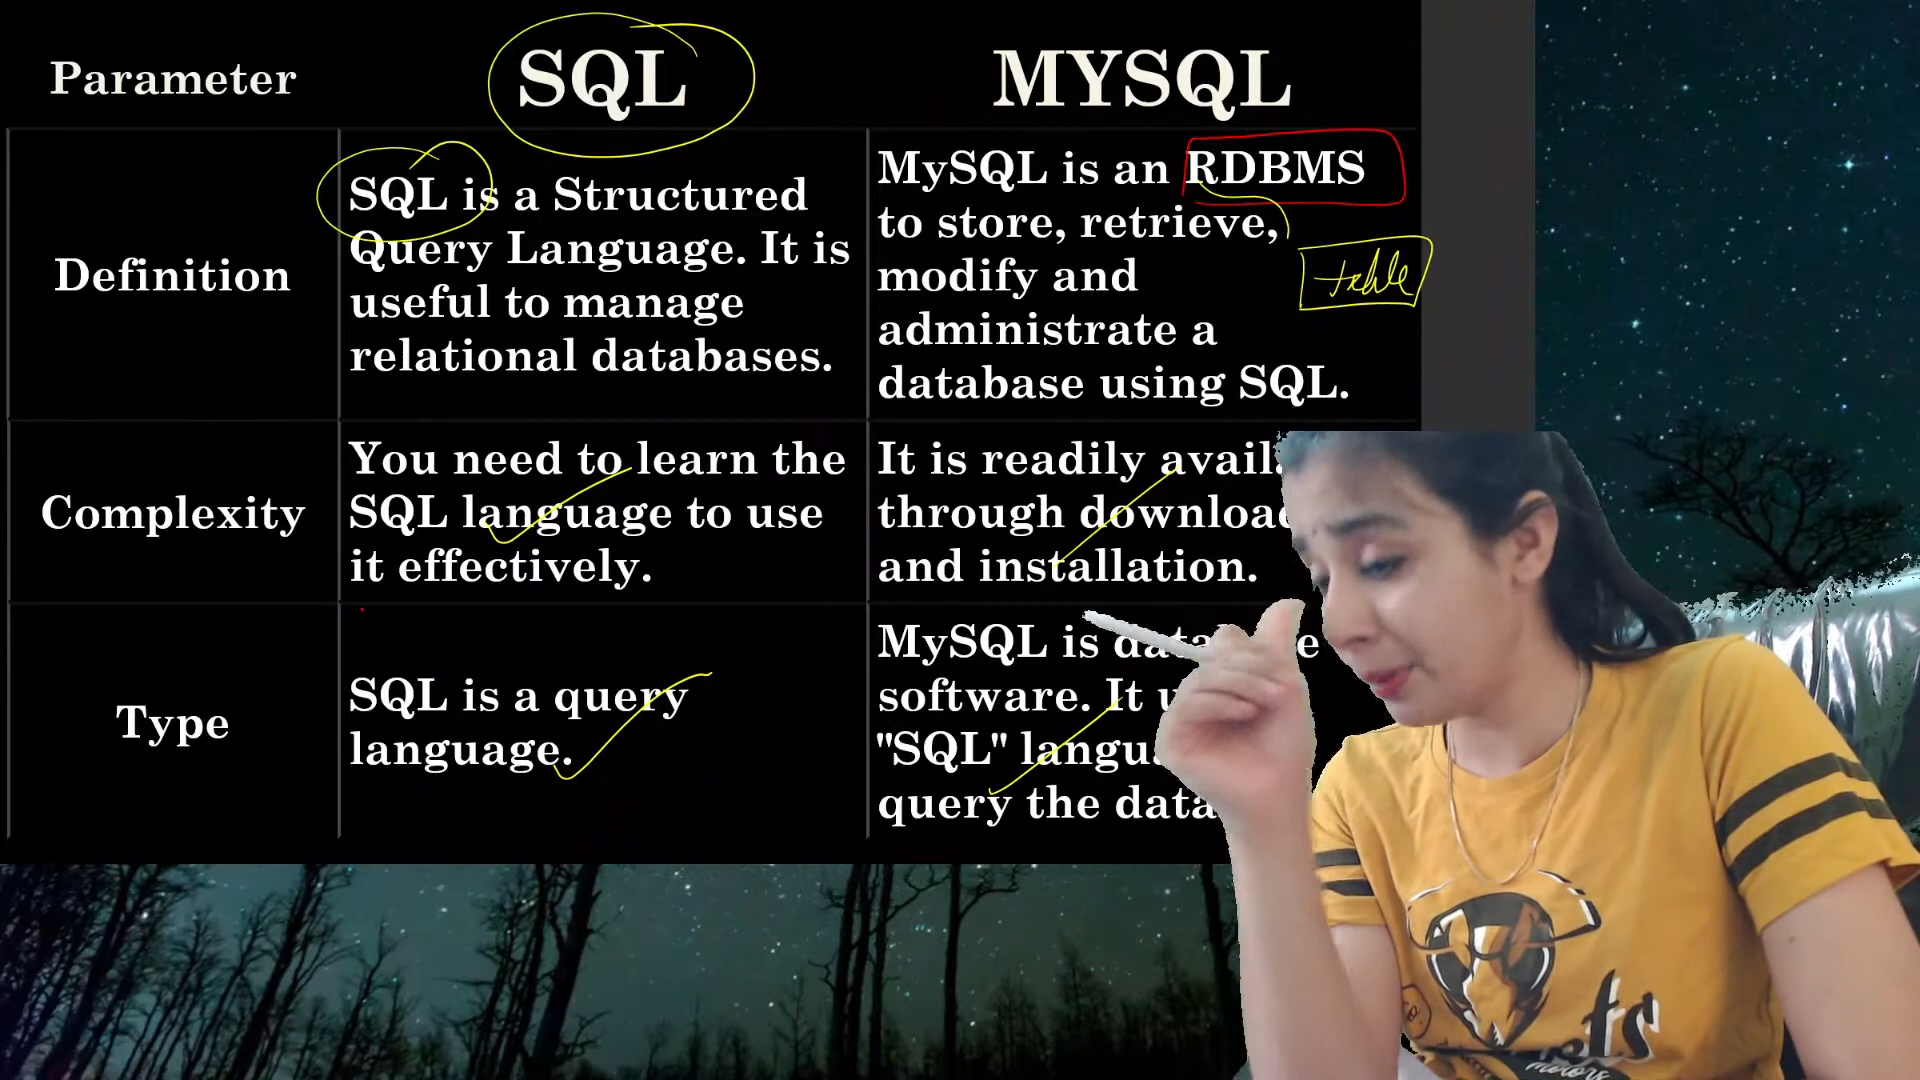 Parameter
SQL
MYSQL
Definition
SQL is a Structured
Query Language. It is
useful to manage
relational databases.
MySQL is an RDBMS
to store, retrieve,
modify and
administrate a
database using SQL.
table
Complexity
You need to learn the
SQL language to use
it effectively.
It is readily
through
and installation.
Type
SQL is a query
language.
MySQL is
software. It
"SQL"
query the